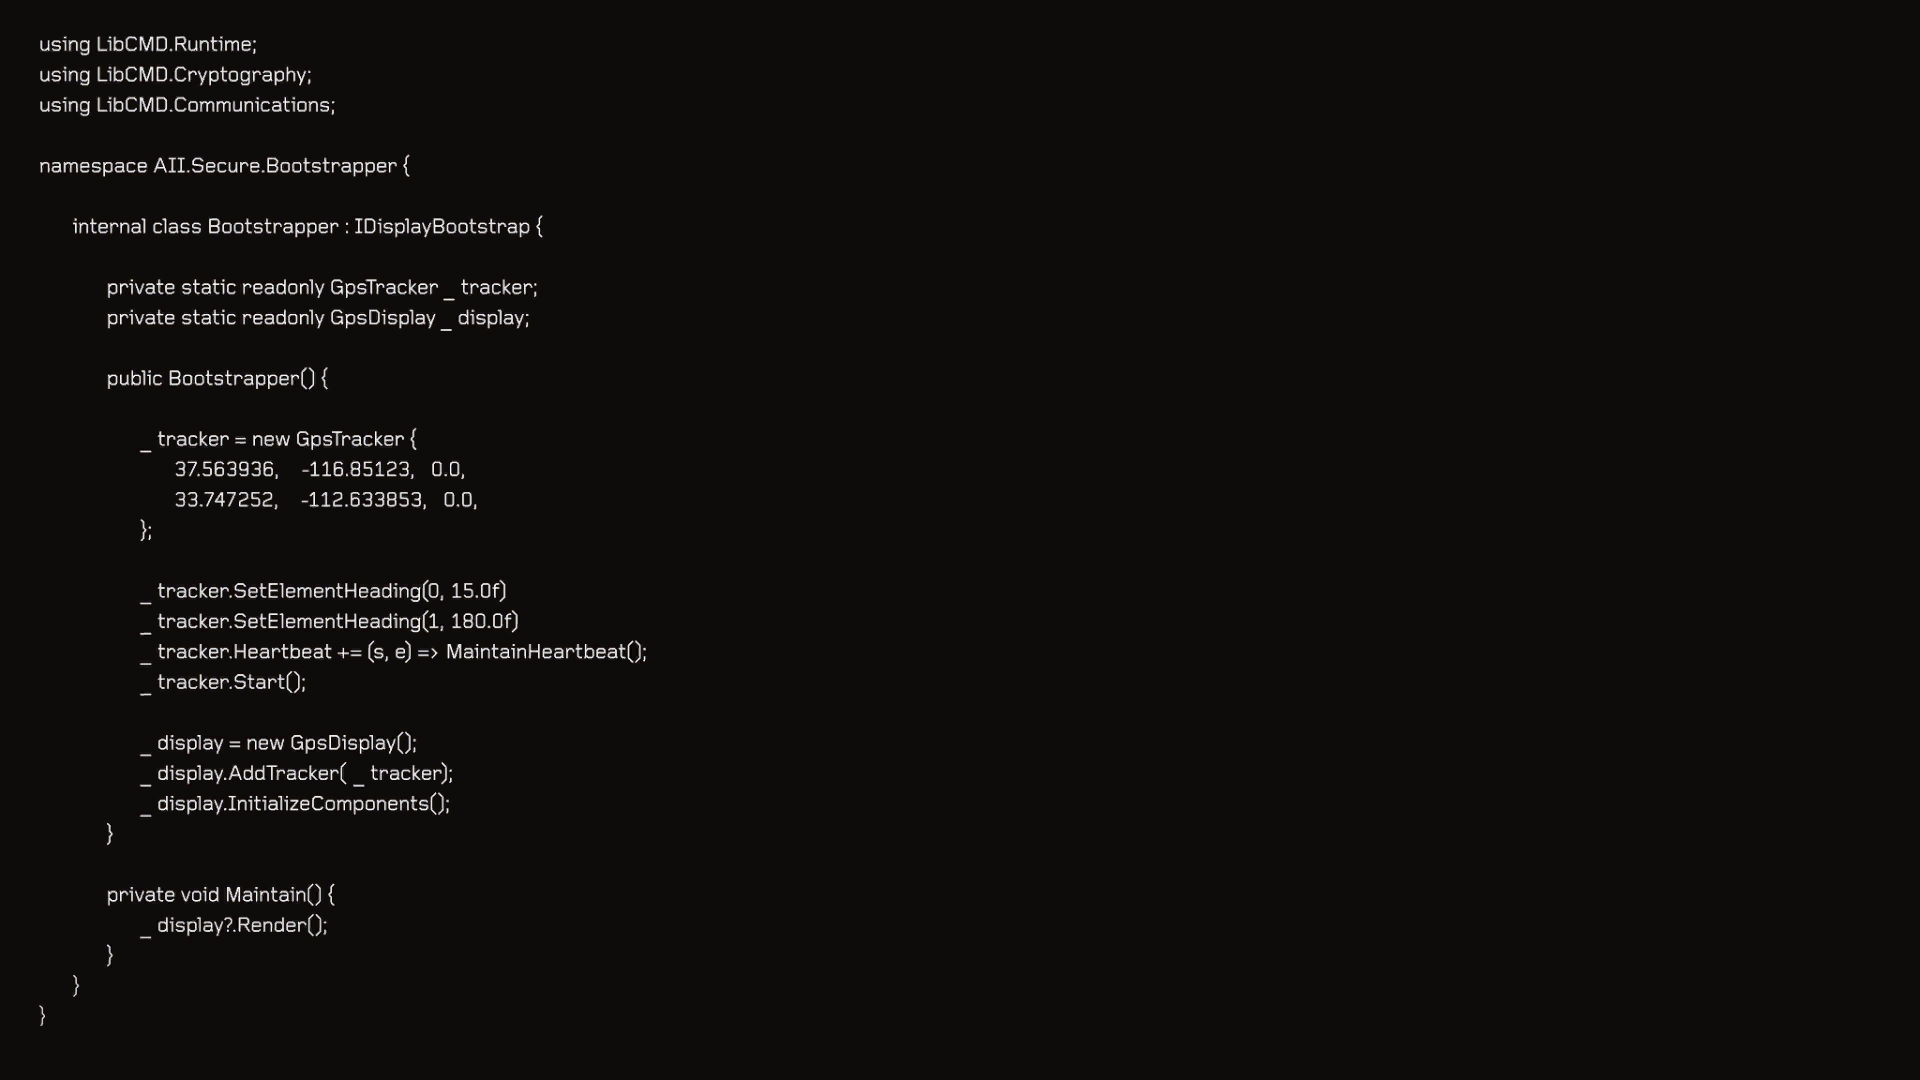 using LibCMD.Runtime;
using LibCMD.Cryptography;
using LibCMD.Communications;
namespace AII.Secure.Bootstrapper {
internal class Bootstrapper : IDisplayBootstrap {
private static readonly GpsTracker _ tracker;
private static readonly GpsDisplay _ display;
public Bootstrapper() {
_ tracker = new GpsTracker {
37.563936, -116.85123, 0.0,
33.747252, -112.633853, 0.0,
};
_ tracker.SetElementHeading(0, 15.0f)
_ tracker.SetElementHeading(1, 180.0f)
_ tracker.Heartbeat += (s, e) => MaintainHeartbeat();
_ tracker.Start();
_ display = new GpsDisplay();
_ display.AddTracker( _ tracker);
_ display.InitializeComponents();
}
private void Maintain() {
_ display?.Render();
}
}
}